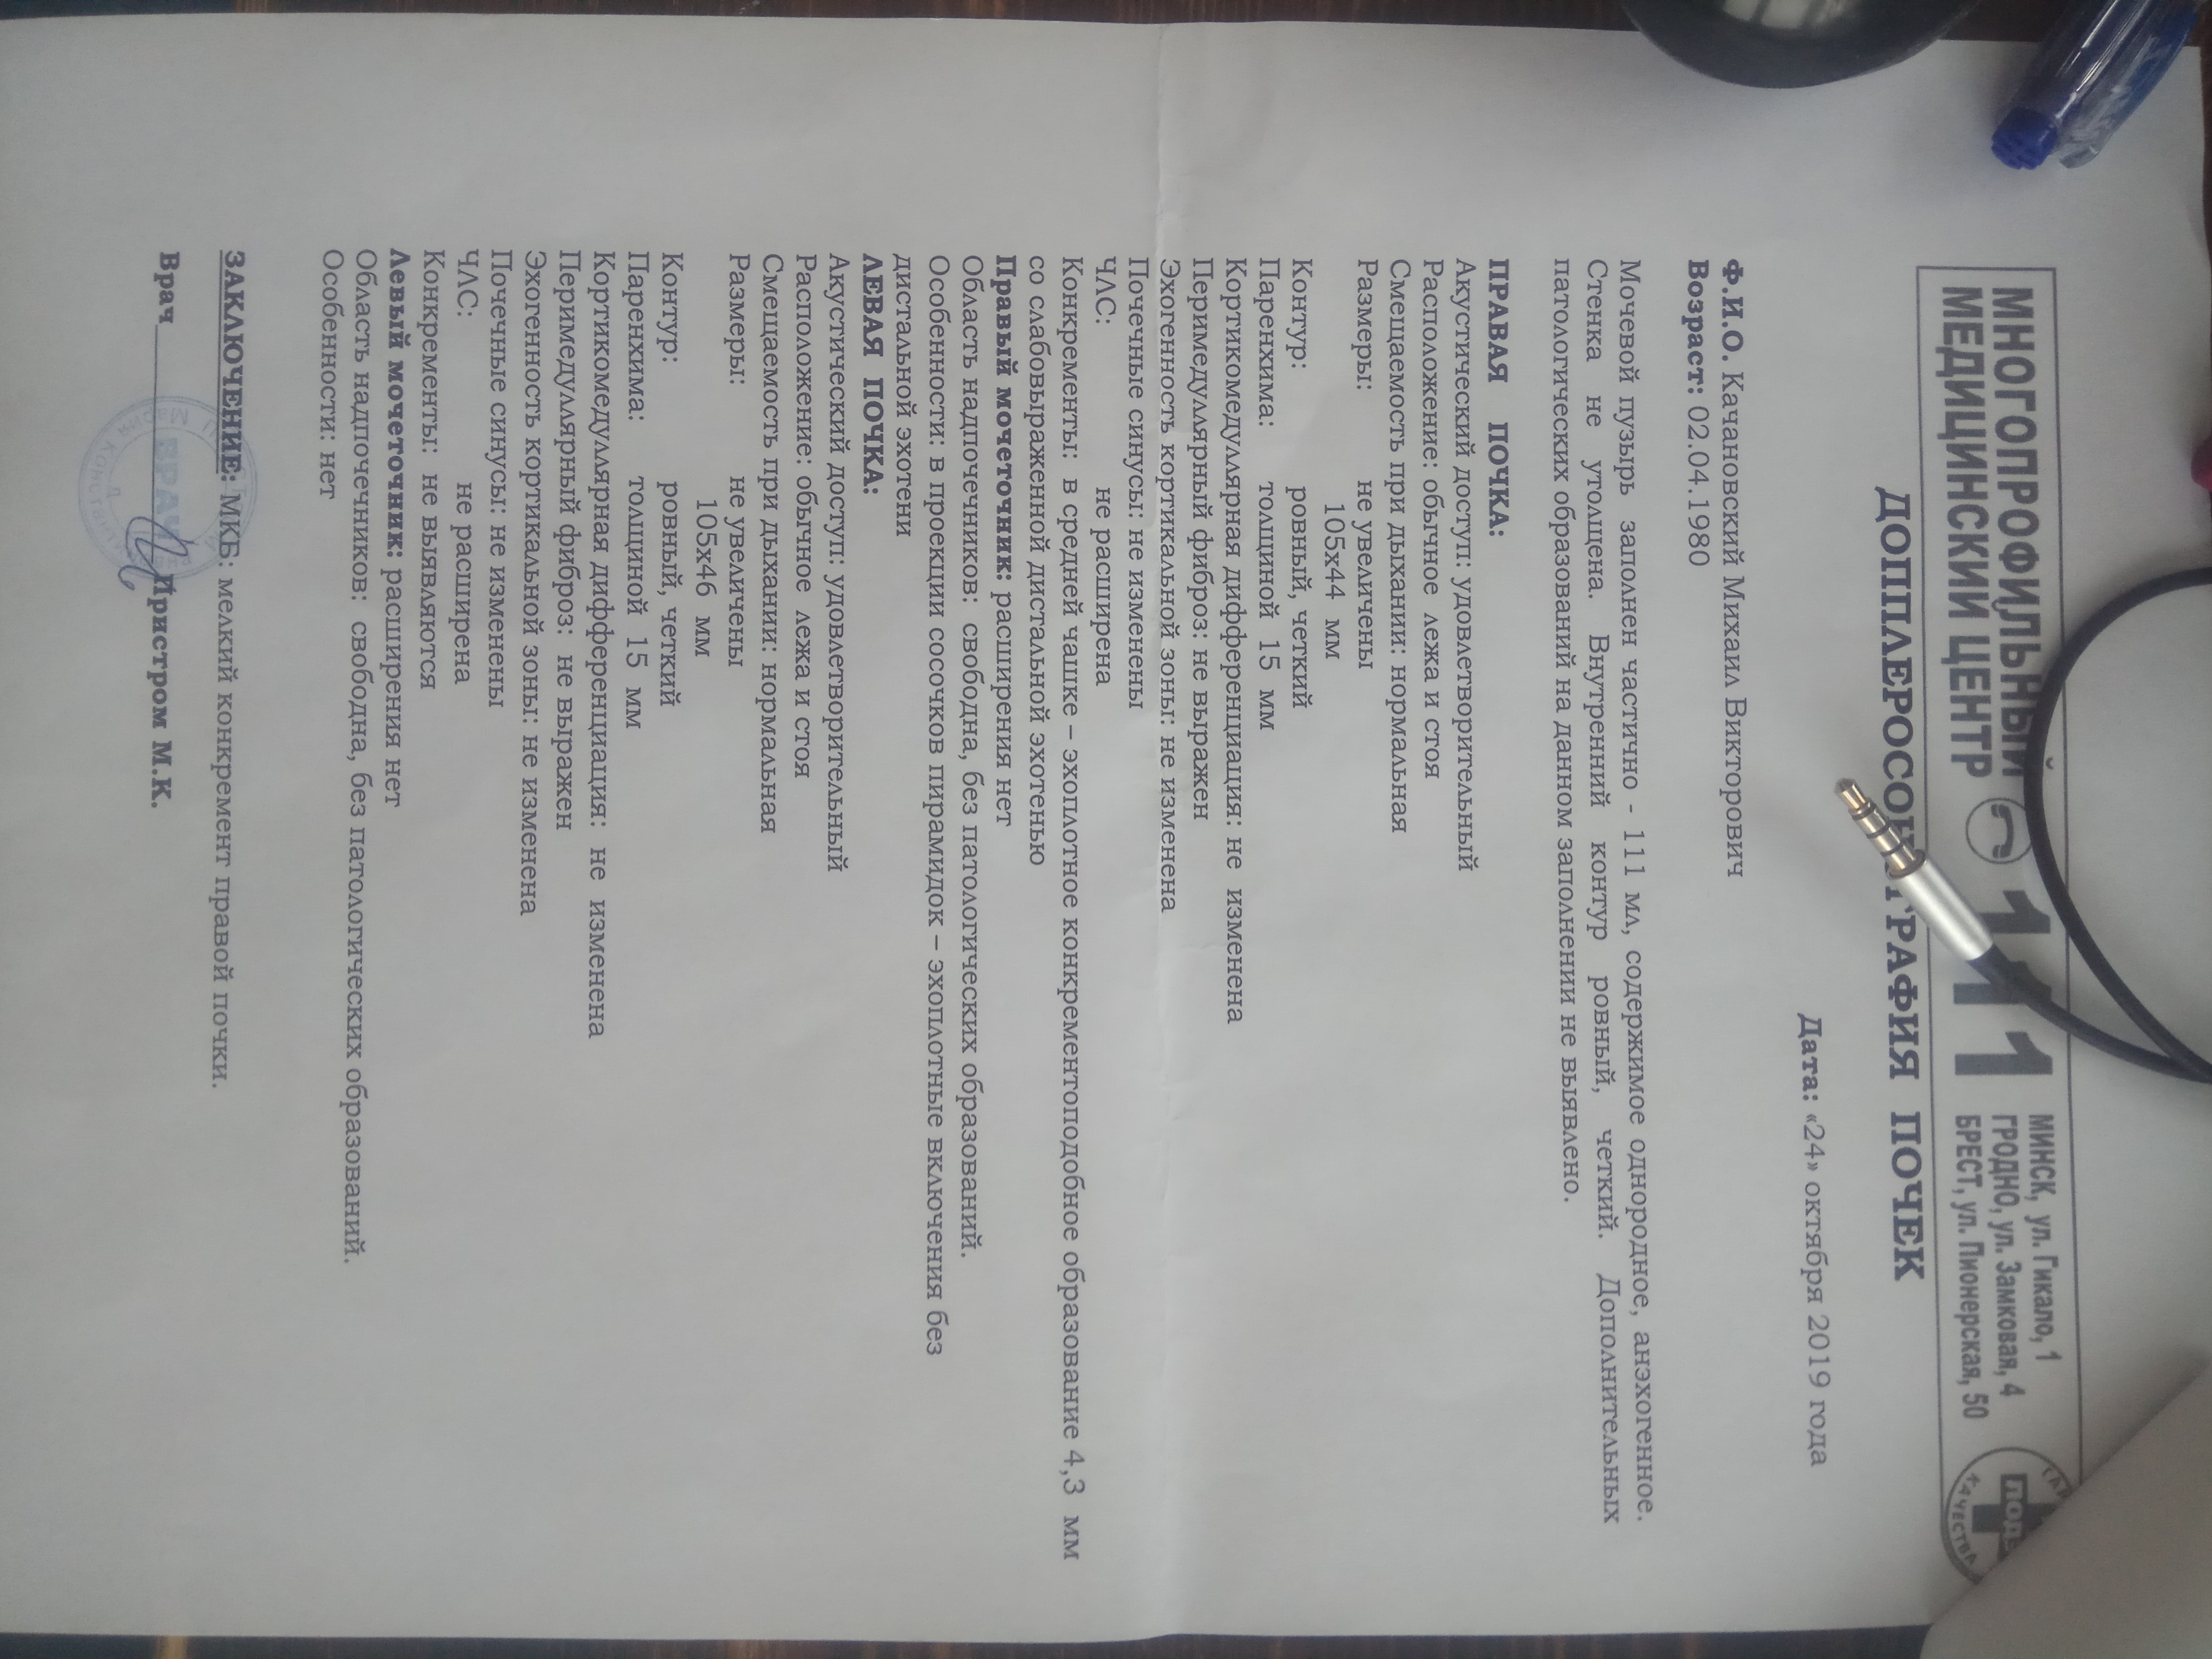 МНОГОПРОФИЛЬНЫЙ
МЕДИЦИНСКИЙ ЦЕНТР
111
МИНСК, ул. Гикало, 1
ГРОДНО, ул. Замковая, 4
БРЕСТ, ул. Пионерская, 50
КАЧЕСТВА
ПОЧЕК
Дата: «24» октября 2019 года
Ф.И.О. Качановский Михаил Викторович
Возраст: 02.04.1980
Мочевой пузырь заполнен частично - 111 мл, содержимое однородное, анэхогенное.
Стенка не утолщена. Внутренний контур ровный, четкий. Дополнительных
патологических образований на данном заполнении не выявлено.
ПРАВАЯ ПОЧКА:
Акустический доступ: удовлетворительный
Расположение: обычное лежа и стоя
Смещаемость при дыхании: нормальная
Размеры: не увеличены
105х44 мм
Контур: ровный, четкий
Паренхима: толщиной 15 мм
Кортикомедуллярная дифференциация: не изменена
Перимедуллярный фиброз: не выражен
Эхогенность кортикальной зоны: не изменена
Почечные синусы: не изменены
ЧЛС: не расширена
Конкременты: в средней чашке – эхоплотное конкрементоподобное образование 4,3 мм
со слабовыраженной дистальной эхотенью
Правый мочеточник: расширения нет
Область надпочечников: свободна, без патологических образований.
Особенности: в проекции сосочков пирамидок – эхоплотные включения без
дистальной эхотени
ЛЕВАЯ ПОЧКА:
Акустический доступ: удовлетворительный
Расположение: обычное лежа и стоя
Смещаемость при дыхании: нормальная
Размеры: не увеличены
105х46 мм
Контур: ровный, четкий
Паренхима: толщиной 15 мм
Кортикомедуллярная дифференциация: не изменена
Перимедуллярный фиброз: не выражен
Эхогенность кортикальной зоны: не изменена
Почечные синусы: не изменены
ЧЛС: не расширена
Конкременты: не выявляются
Левый мочеточник: расширения нет
Область надпочечников: свободна, без патологических образований.
Особенности: нет
ЗАКЛЮЧЕНИЕ: МКБ: мелкий конкремент правой почки.
Врач Пристром М.К.
ВРАЧ